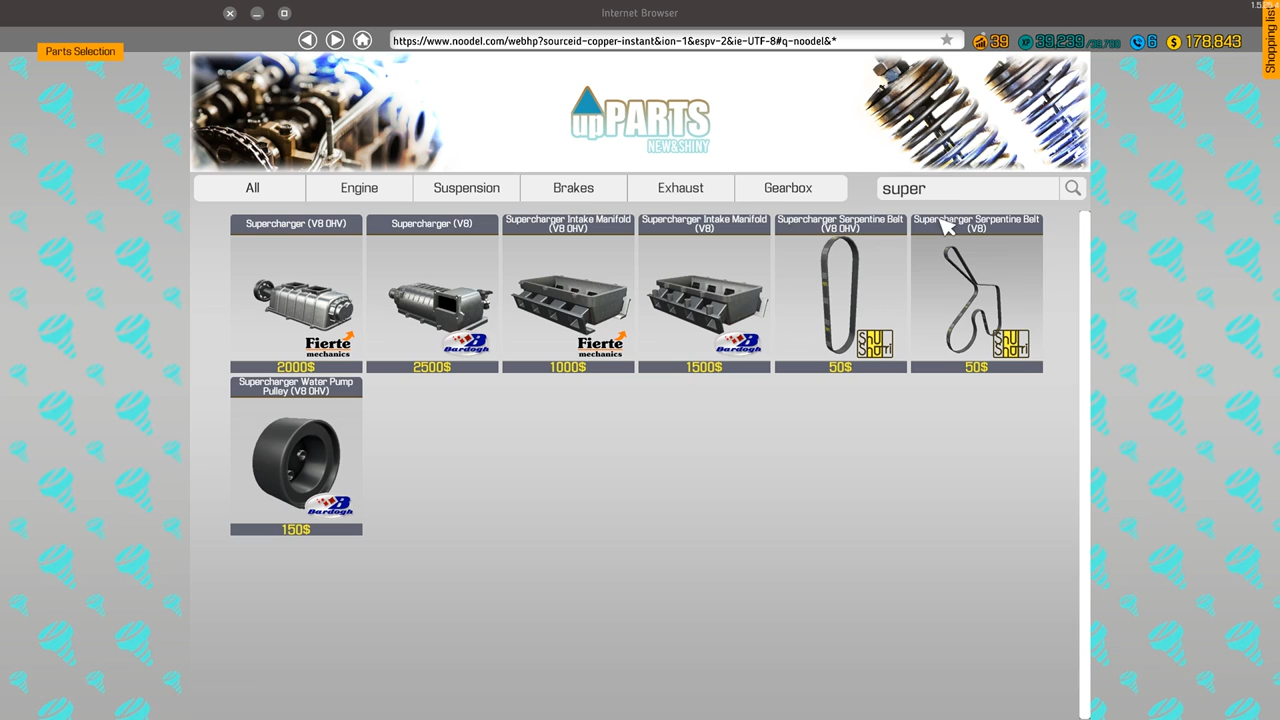 Internet Browser
Parts Selection
https://www.noodel.com/webhp?sourceid-copper-instant&ion-1&espv-2&ie-UTF-8#q-noodel&*
39
XP
39,239
6
$ 178,843
Shopping list
upPARTS
NEW&SHINY
All
Engine
Suspension
Brakes
Exhaust
Gearbox
super
Supercharger (V8 OHV)
Supercharger (V8)
Supercharger Intake Manifold
(V8 OHV)
Supercharger Intake Manifold
(V8)
Supercharger Serpentine Belt
(V8 OHV)
Supercharger Serpentine Belt
(V8)
Fierte
mechanics
Bardogh
Fierte
mechanics
Bardogh
2000$
2500$
1000$
1500$
50$
50$
Supercharger Water Pump
Pulley (V8 OHV)
Bardogh
150$